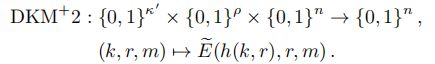 DKM⁺2 : {0, 1}^κ′ × {0, 1}^ρ × {0, 1}ⁿ → {0, 1}ⁿ ,
(k, r, m) ↦ Ẽ(h(k, r), r, m) .